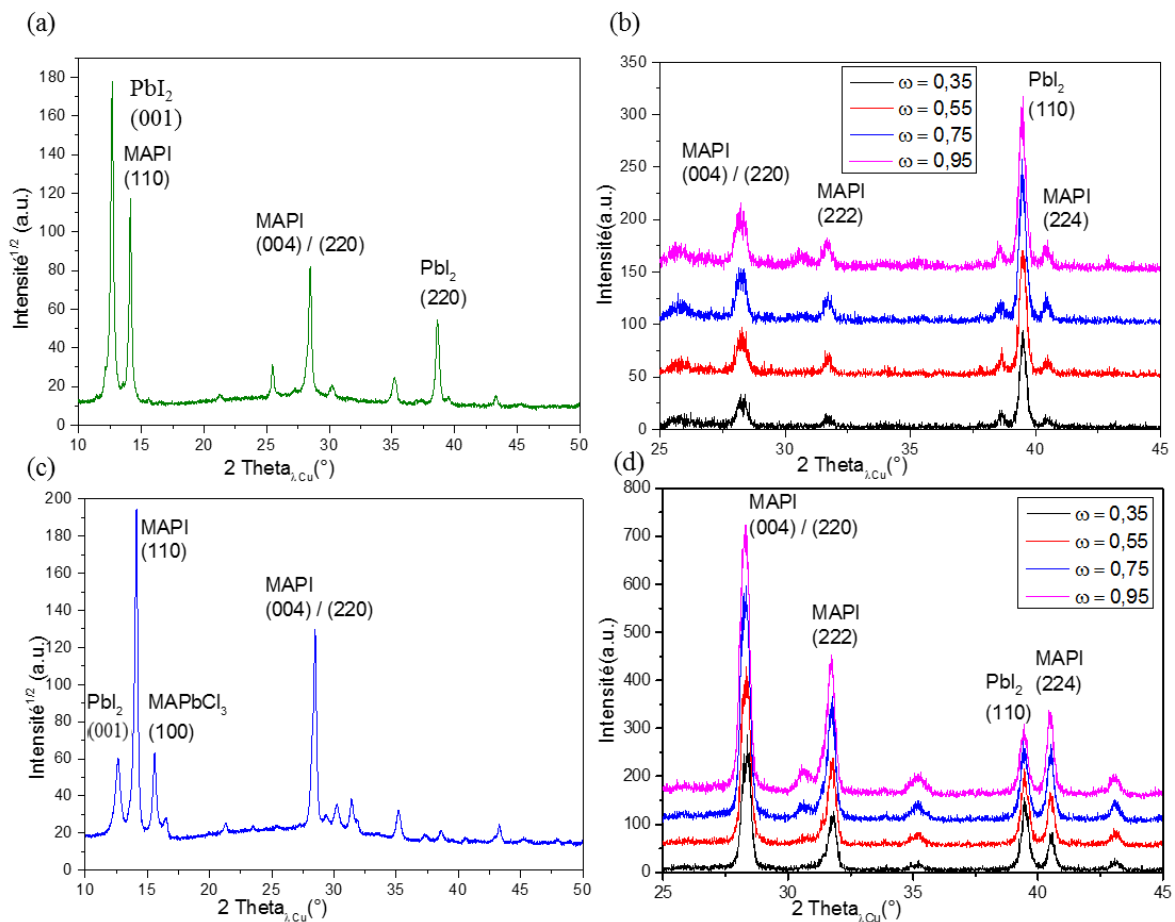 (a)
180
160
140
120
100
80
60
40
20
0
Intensité1/2 (a.u.)
PbI2
(001)
MAPI
(110)
MAPI
(004) / (220)
PbI2
(220)
10 15 20 25 30 35 40 45 50
2 ThetaλCu(°)
(b)
350
300
250
200
150
100
50
0
Intensité(a.u.)
ω = 0,35
ω = 0,55
ω = 0,75
ω = 0,95
MAPI
(004) / (220)
MAPI
(222)
PbI2
(110)
MAPI
(224)
25 30 35 40 45
2 ThetaλCu(°)
(c)
200
180
160
140
120
100
80
60
40
20
0
Intensité1/2 (a.u.)
MAPI
(110)
PbI2
(001)
MAPbCl3
(100)
MAPI
(004) / (220)
10 15 20 25 30 35 40 45 50
2 ThetaλCu(°)
(d)
800
700
600
500
400
300
200
100
0
Intensité(a.u.)
MAPI
(004) / (220)
ω = 0,35
ω = 0,55
ω = 0,75
ω = 0,95
MAPI
(222)
PbI2
(110)
MAPI
(224)
25 30 35 40 45
2 ThetaλCu(°)